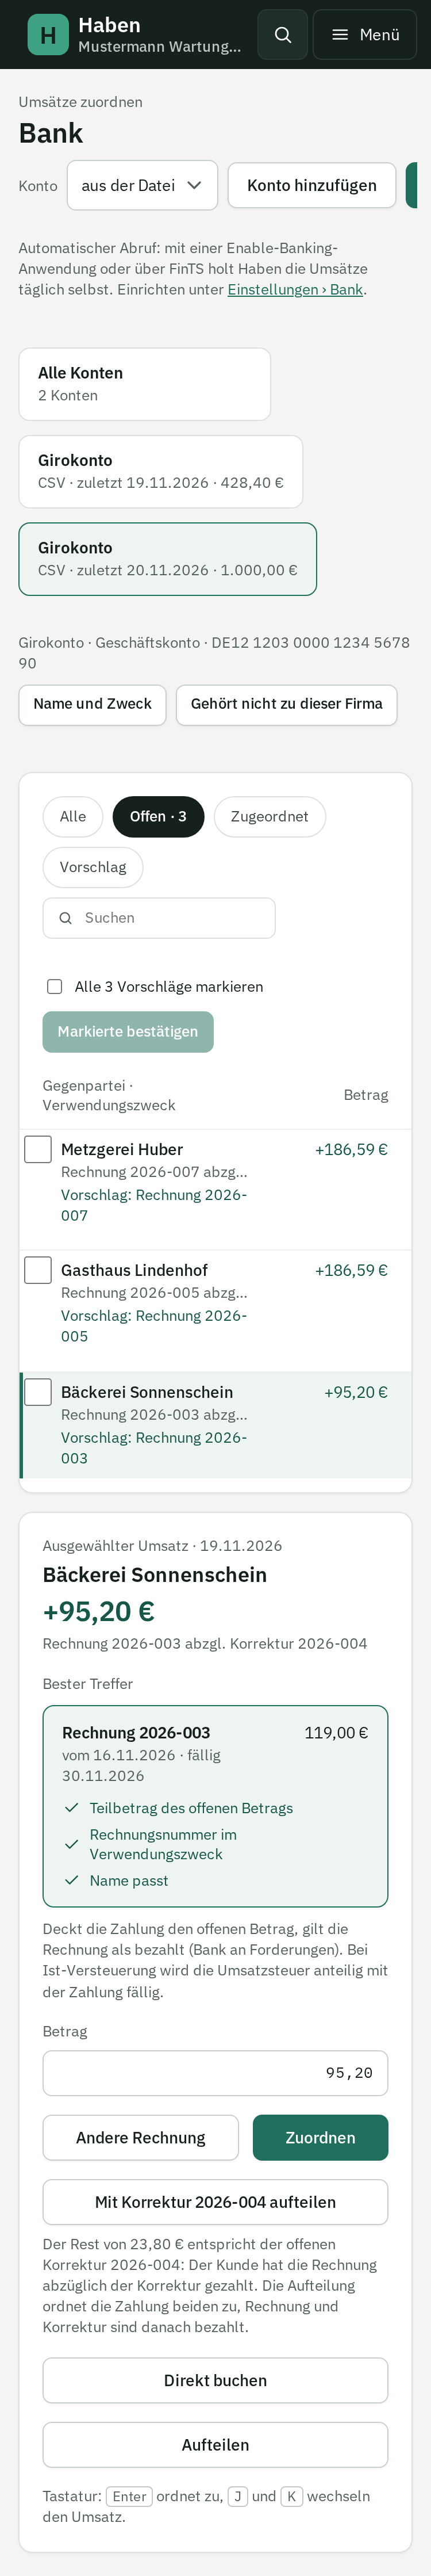 H
Haben
Mustermann Wartung...
Menü
Umsätze zuordnen
Bank
Konto
aus der Datei
Konto hinzufügen
Automatischer Abruf: mit einer Enable-Banking-
Anwendung oder über FinTS holt Haben die Umsätze
täglich selbst. Einrichten unter Einstellungen › Bank.
Alle Konten
2 Konten
Girokonto
CSV · zuletzt 19.11.2026 · 428,40 €
Girokonto
CSV · zuletzt 20.11.2026 · 1.000,00 €
Girokonto · Geschäftskonto · DE12 1203 0000 1234 5678
90
Name und Zweck
Gehört nicht zu dieser Firma
Alle
Offen · 3
Zugeordnet
Vorschlag
Suchen
Alle 3 Vorschläge markieren
Markierte bestätigen
Gegenpartei ·
Verwendungszweck
Betrag
Metzgerei Huber
+186,59 €
Rechnung 2026-007 abzg...
Vorschlag: Rechnung 2026-
007
Gasthaus Lindenhof
+186,59 €
Rechnung 2026-005 abzg...
Vorschlag: Rechnung 2026-
005
Bäckerei Sonnenschein
+95,20 €
Rechnung 2026-003 abzg...
Vorschlag: Rechnung 2026-
003
Ausgewählter Umsatz · 19.11.2026
Bäckerei Sonnenschein
+95,20 €
Rechnung 2026-003 abzgl. Korrektur 2026-004
Bester Treffer
Rechnung 2026-003
119,00 €
vom 16.11.2026 · fällig
30.11.2026
Teilbetrag des offenen Betrags
Rechnungsnummer im
Verwendungszweck
Name passt
Deckt die Zahlung den offenen Betrag, gilt die
Rechnung als bezahlt (Bank an Forderungen). Bei
Ist-Versteuerung wird die Umsatzsteuer anteilig mit
der Zahlung fällig.
Betrag
95,20
Andere Rechnung
Zuordnen
Mit Korrektur 2026-004 aufteilen
Der Rest von 23,80 € entspricht der offenen
Korrektur 2026-004: Der Kunde hat die Rechnung
abzüglich der Korrektur gezahlt. Die Aufteilung
ordnet die Zahlung beiden zu, Rechnung und
Korrektur sind danach bezahlt.
Direkt buchen
Aufteilen
Tastatur: Enter ordnet zu, J und K wechseln
den Umsatz.